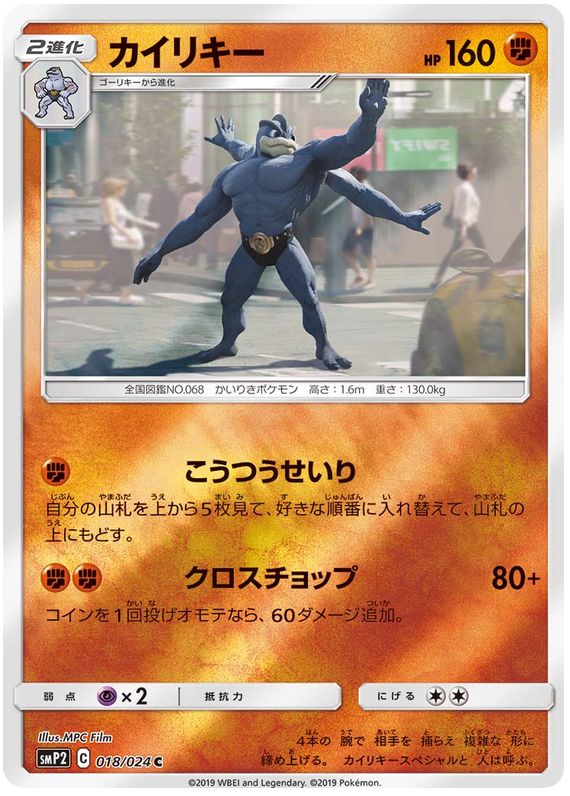 2進化
カイリキー
HP 160
ゴーリキーから進化
SWIFT
全国図鑑NO.068 かいりきポケモン 高さ：1.6m 重さ：130.0kg
こうつうせいり
自分の山札を上から5枚見て、好きな順番に入れ替えて、山札の
上にもどす。
クロスチョップ 80+
コインを1回投げオモテなら、60ダメージ追加。
弱点 ×2 抵抗力 にげる
Illus.MPC Film
SMP2 C 018/024 C
4本の 腕で 相手を 捕らえ 複雑な 形に
締め上げる。 カイリキースペシャルと 人は呼ぶ。
©2019 WBEI and Legendary. ©2019 Pokémon.